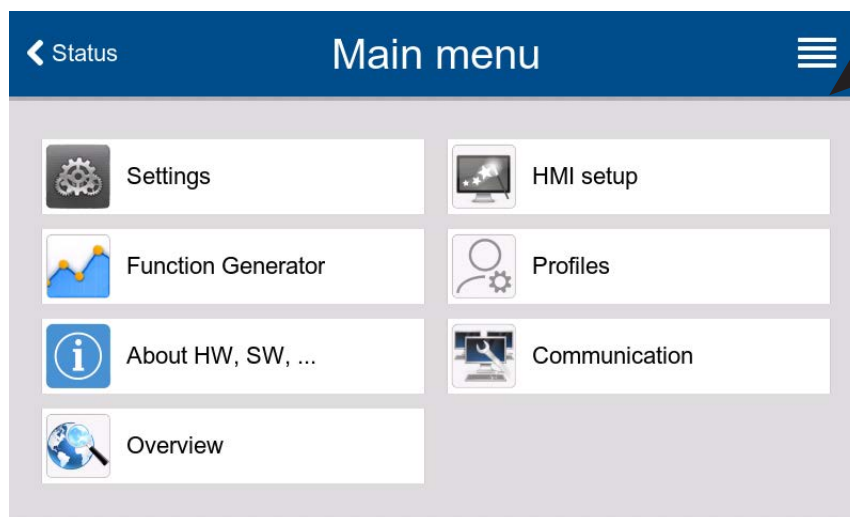 Status
Main menu
Settings
HMI setup
Function Generator
Profiles
About HW, SW, ...
Communication
Overview